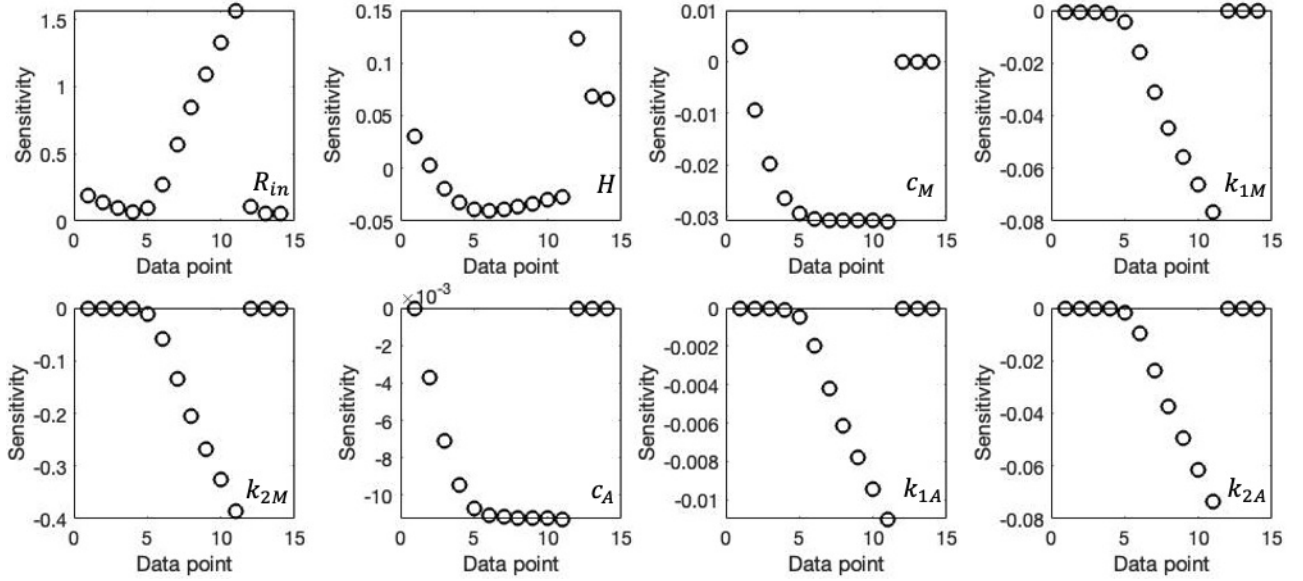 1.5
1
0.5
0
Sensitivity
R_in
0 5 10 15
Data point
0.15
0.1
0.05
0
-0.05
Sensitivity
H
0 5 10 15
Data point
0.01
0
-0.01
-0.02
-0.03
Sensitivity
c_M
0 5 10 15
Data point
0
-0.02
-0.04
-0.06
-0.08
Sensitivity
k_1M
0 5 10 15
Data point
0
-0.1
-0.2
-0.3
-0.4
Sensitivity
k_2M
0 5 10 15
Data point
×10^-3
0
-2
-4
-6
-8
-10
Sensitivity
c_A
0 5 10 15
Data point
0
-0.002
-0.004
-0.006
-0.008
-0.01
Sensitivity
k_1A
0 5 10 15
Data point
0
-0.02
-0.04
-0.06
-0.08
Sensitivity
k_2A
0 5 10 15
Data point